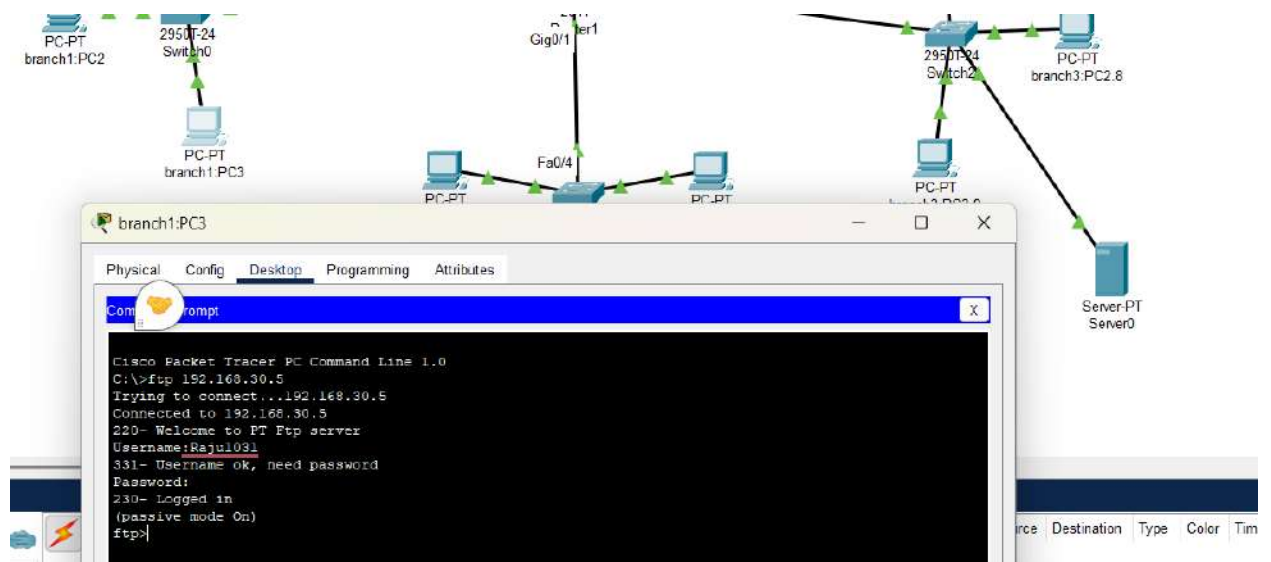 PC-PT
branch1:PC2
2950T-24
Switch0
Gig0/1
PC-PT
branch1:PC3
Fa0/4
PC-PT
PC-PT
2950T-24
Switch2
PC-PT
branch3:PC2.8
PC-PT
Server-PT
Server0
branch1:PC3
Physical Config Desktop Programming Attributes
X
Cisco Packet Tracer PC Command Line 1.0
C:\>ftp 192.168.30.5
Trying to connect...192.168.30.5
Connected to 192.168.30.5
220- Welcome to PT Ftp server
Username:Raju1031
331- Username ok, need password
Password:
230- Logged in
(passive mode On)
ftp>
Destination Type Color